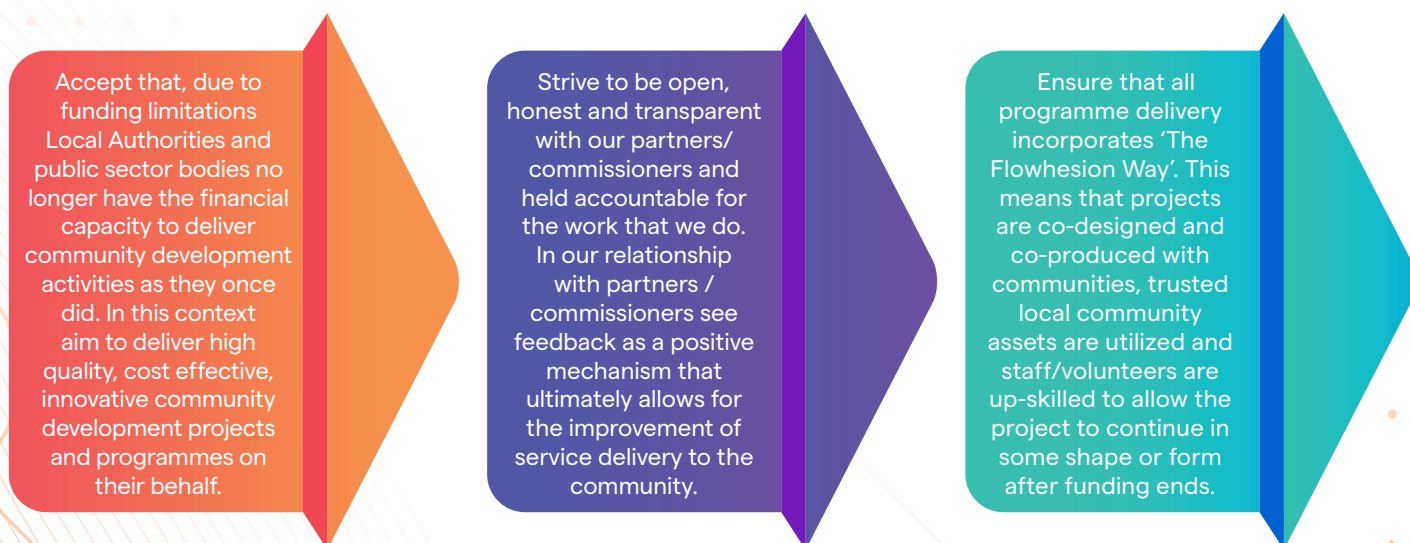 Accept that, due to
funding limitations
Local Authorities and
public sector bodies no
longer have the financial
capacity to deliver
community development
activities as they once
did. In this context
aim to deliver high
quality, cost effective,
innovative community
development projects
and programmes on
their behalf.
Strive to be open,
honest and transparent
with our partners/
commissioners and
held accountable for
the work that we do.
In our relationship
with partners /
commissioners see
feedback as a positive
mechanism that
ultimately allows for
the improvement of
service delivery to the
community.
Ensure that all
programme delivery
incorporates ‘The
Flowhesion Way’. This
means that projects
are co-designed and
co-produced with
communities, trusted
local community
assets are utilized and
staff/volunteers are
up-skilled to allow the
project to continue in
some shape or form
after funding ends.